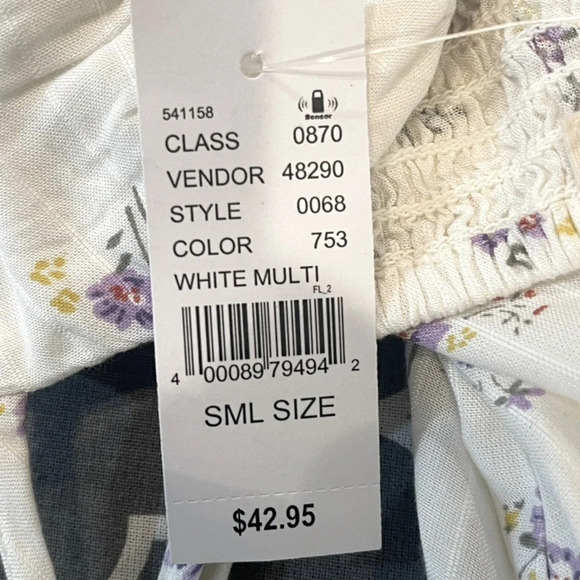 541158
Sensor
CLASS 0870
VENDOR 48290
STYLE 0068
COLOR 753
WHITE MULTI
FL_2
4 00089 79494 2
SML SIZE
$42.95